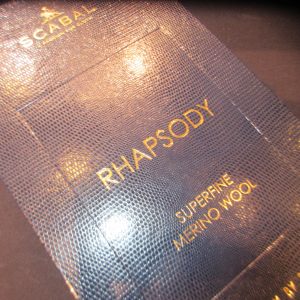 SCABAL
RHAPSODY
SUPERFINE
MERINO WOOL